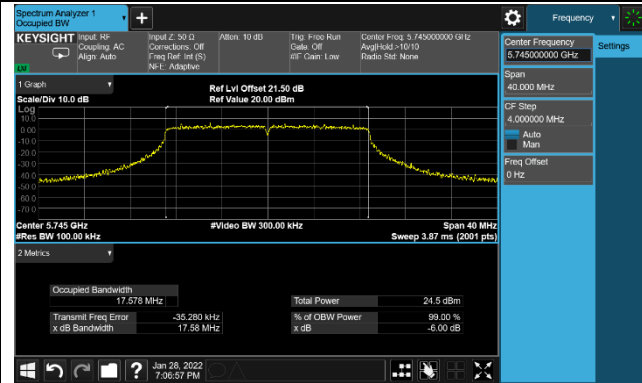 Spectrum Analyzer 1
Occupied BW
Frequency
KEYSIGHT
Input: RF
Coupling: AC
Align: Auto
Input Z: 50 Ω
Corrections: Off
Freq Ref: Int (S)
NFE: Adaptive
Atten: 10 dB
Trig: Free Run
Gate: Off
#IF Gain: Low
Center Freq: 5.745000000 GHz
Avg|Hold:>10/10
Radio Std: None
LW
Center Frequency
5.745000000 GHz
Settings
Span
40.000 MHz
CF Step
4.000000 MHz
Auto
Man
Freq Offset
0 Hz
1 Graph
Scale/Div 10.0 dB
Ref Lvl Offset 21.50 dB
Ref Value 20.00 dBm
Log
10.0
0.00
-10.0
-20.0
-30.0
-40.0
-50.0
-60.0
-70.0
Center 5.745 GHz
#Video BW 300.00 kHz
Span 40 MHz
#Res BW 100.00 kHz
Sweep 3.87 ms (2001 pts)
2 Metrics
Occupied Bandwidth
17.578 MHz
Total Power
24.5 dBm
Transmit Freq Error
-35.280 kHz
% of OBW Power
99.00 %
x dB Bandwidth
17.58 MHz
x dB
-6.00 dB
?
Jan 28, 2022
7:06:57 PM